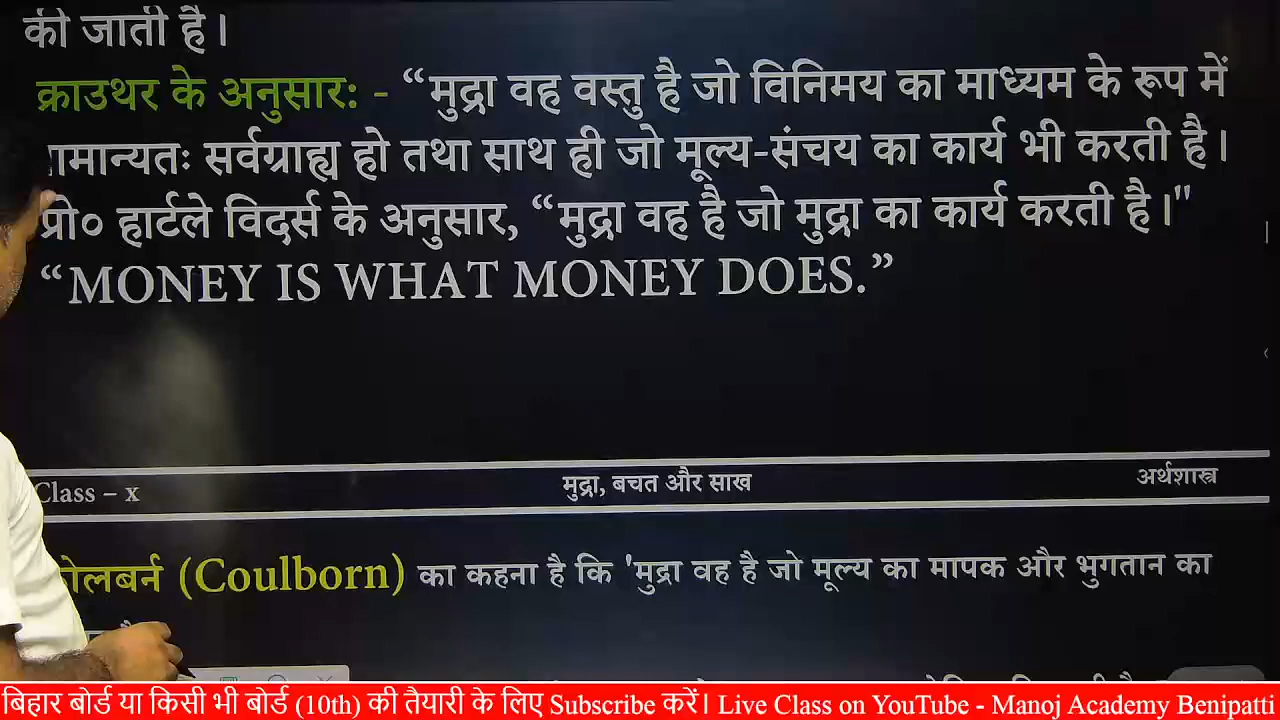 की जाती है।
क्राउथर के अनुसार: - “मुद्रा वह वस्तु है जो विनिमय का माध्यम के रूप में
सर्वग्राह्य हो तथा साथ ही जो मूल्य-संचय का कार्य भी करती है।
प्रो० हार्टले विदर्स के अनुसार, “मुद्रा वह है जो मुद्रा का कार्य करती है।"
“MONEY IS WHAT MONEY DOES.”
Class – x मुद्रा, बचत और साख अर्थशास्त्र
(Coulborn) का कहना है कि 'मुद्रा वह है जो मूल्य का मापक और भुगतान का
बिहार बोर्ड या किसी भी बोर्ड (10th) की तैयारी के लिए Subscribe करें। Live Class on YouTube - Manoj Academy Benipatti